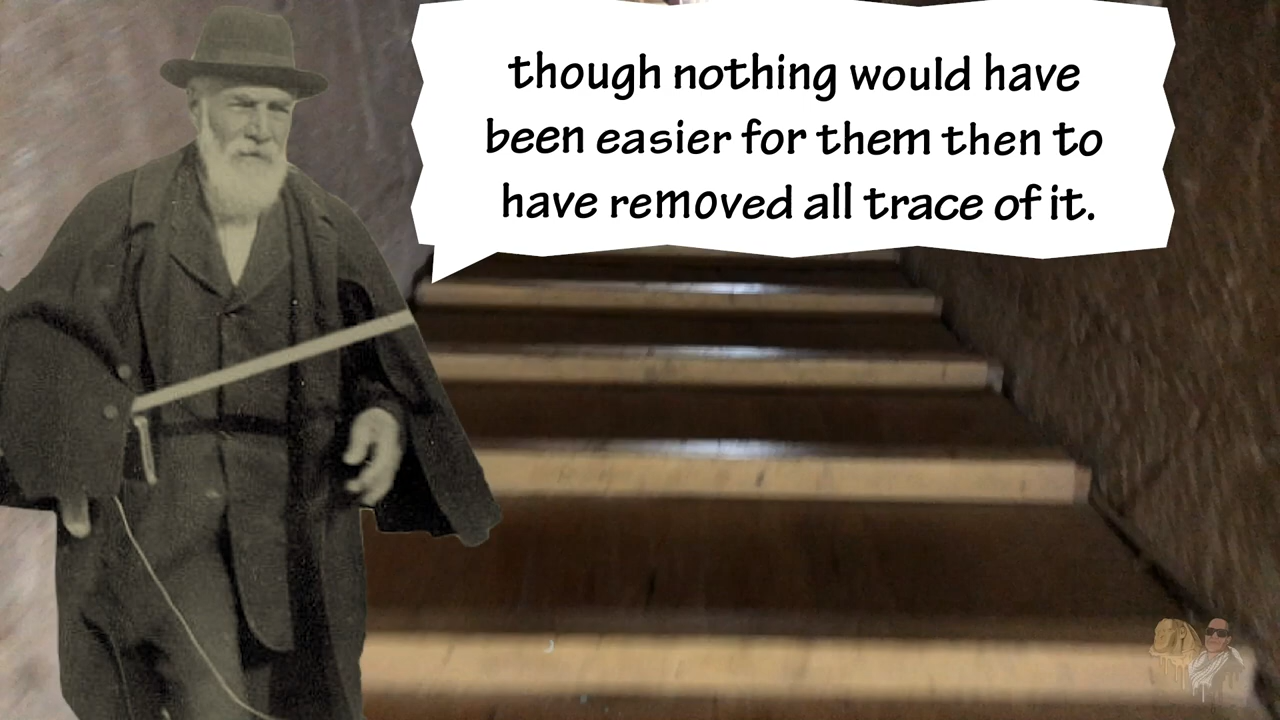 though nothing would have
been easier for them then to
have removed all trace of it.